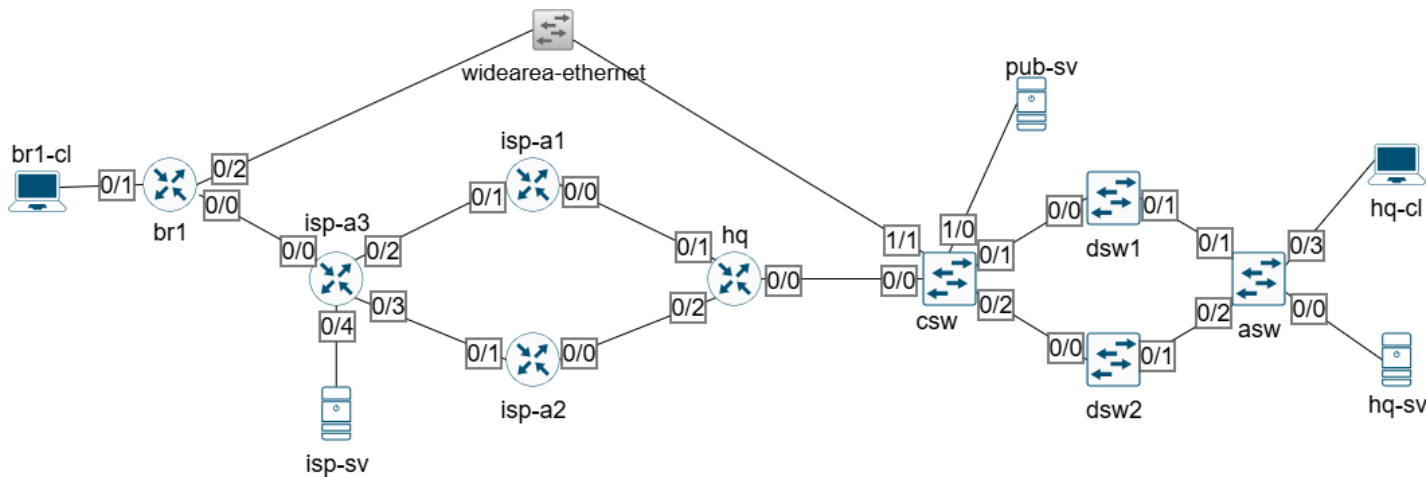 widearea-ethernet
pub-sv
br1-cl
0/1
0/2
0/0
br1
isp-a1
0/1
0/0
isp-a3
0/0
0/2
0/3
0/4
isp-sv
0/1
0/0
isp-a2
hq
0/1
0/2
0/0
1/1
1/0
0/0
0/1
0/2
csw
0/0
0/1
dsw1
0/0
0/1
dsw2
0/1
0/2
0/3
0/0
asw
hq-cl
hq-sv